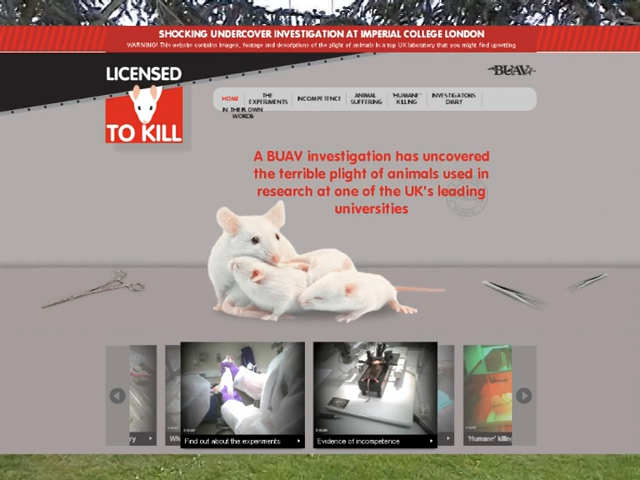 SHOCKING UNDERCOVER INVESTIGATION AT IMPERIAL COLLEGE LONDON
WARNING! This website contains images, footage and descriptions of the plight of animals in a top UK laboratory that you might find upsetting
LICENSED
TO KILL
BUAV
HOME
THE EXPERIMENTS
INCOMPETENCE
ANIMAL SUFFERING
'HUMANE' KILLING
INVESTIGATORS DIARY
IN THEIR OWN WORDS
A BUAV investigation has uncovered
the terrible plight of animals used in
research at one of the UK's leading
universities
Find out about the experiments
Evidence of incompetence
'Humane' killin